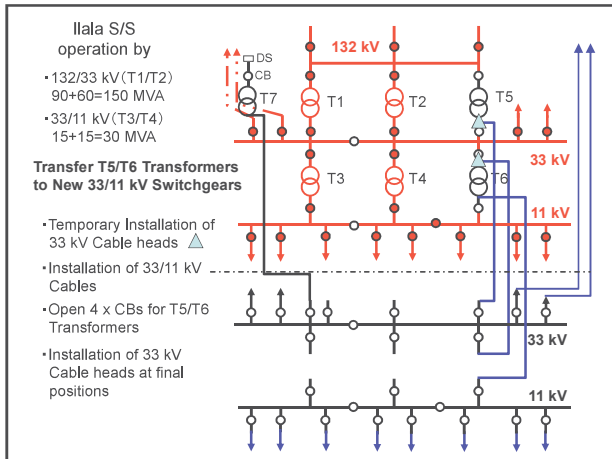 Ilala S/S
operation by
・132/33 kV(T1/T2)
90+60=150 MVA
・33/11 kV(T3/T4)
15+15=30 MVA
Transfer T5/T6 Transformers
to New 33/11 kV Switchgears
・Temporary Installation of
33 kV Cable heads
・Installation of 33/11 kV
Cables
・Open 4 x CBs for T5/T6
Transformers
・Installation of 33 kV
Cable heads at final
positions
132 kV
DS
CB
T7
T1
T2
T5
33 kV
T3
T4
T6
11 kV
33 kV
11 kV